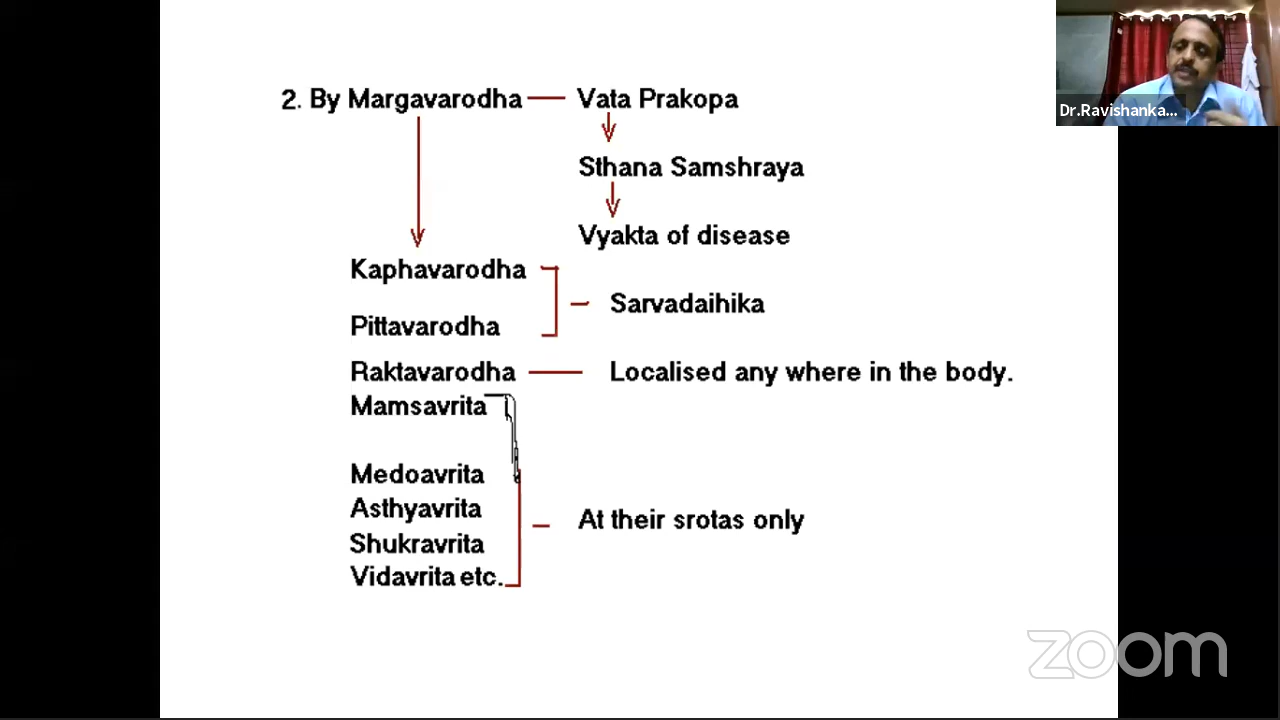 Dr.Ravishanka...
2. By Margavarodha — Vata Prakopa
Sthana Samshraya
Vyakta of disease
Kaphavarodha
Sarvadaihika
Pittavarodha
Raktavarodha — Localised any where in the body.
Mamsavrita
Medoavrita
Asthyavrita
At their srotas only
Shukravrita
Vidavrita etc.
zoom